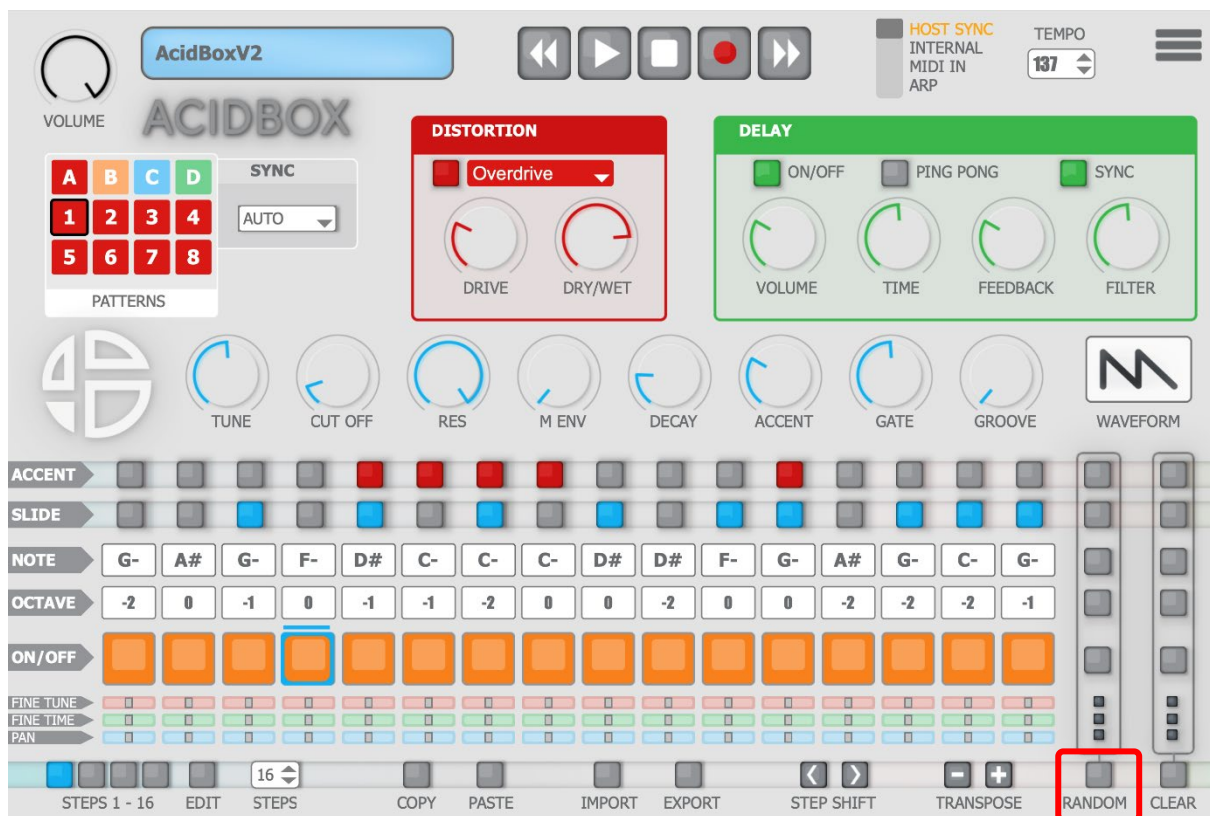 AcidBoxV2
HOST SYNC
INTERNAL
MIDI IN
ARP
TEMPO
137
VOLUME
ACIDBOX
A B C D
1 2 3 4
5 6 7 8
PATTERNS
SYNC
AUTO
DISTORTION
Overdrive
DRIVE DRY/WET
DELAY
ON/OFF PING PONG SYNC
VOLUME TIME FEEDBACK FILTER
TUNE CUT OFF RES M ENV DECAY ACCENT GATE GROOVE WAVEFORM
ACCENT
SLIDE
NOTE G- A# G- F- D# C- C- C- D# D# F- G- A# G- C- G-
OCTAVE -2 0 -1 0 -1 -1 -2 0 0 -2 0 0 -2 -2 -2 -1
ON/OFF
FINE TUNE
FINE TIME
PAN
16
STEPS 1 - 16 EDIT STEPS COPY PASTE IMPORT EXPORT STEP SHIFT TRANSPOSE RANDOM CLEAR